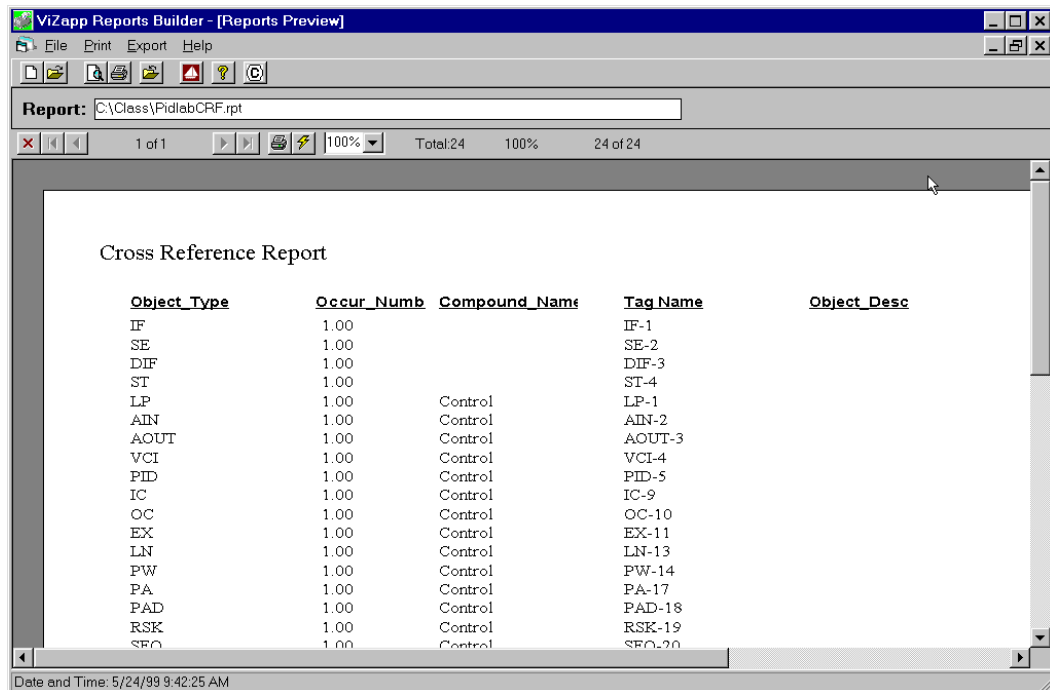 ViZapp Reports Builder - [Reports Preview]
File Print Export Help
Report: C:\Class\PidlabCRF.rpt
1 of 1 100% Total:24 100% 24 of 24
Cross Reference Report
Object_Type Occur_Numb Compound_Name Tag Name Object_Desc
IF 1.00 IF-1
SE 1.00 SE-2
DIF 1.00 DIF-3
ST 1.00 ST-4
LP 1.00 Control LP-1
AIN 1.00 Control AIN-2
AOUT 1.00 Control AOUT-3
VCI 1.00 Control VCI-4
PID 1.00 Control PID-5
IC 1.00 Control IC-9
OC 1.00 Control OC-10
EX 1.00 Control EX-11
LN 1.00 Control LN-13
PW 1.00 Control PW-14
PA 1.00 Control PA-17
PAD 1.00 Control PAD-18
RSK 1.00 Control RSK-19
SEQ 1.00 Control SEQ-20
Date and Time: 5/24/99 9:42:25 AM